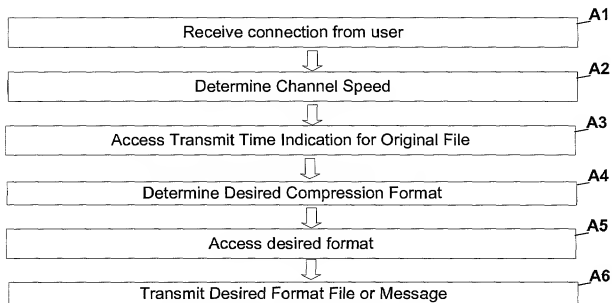 A1
Receive connection from user
A2
Determine Channel Speed
A3
Access Transmit Time Indication for Original File
A4
Determine Desired Compression Format
A5
Access desired format
A6
Transmit Desired Format File or Message